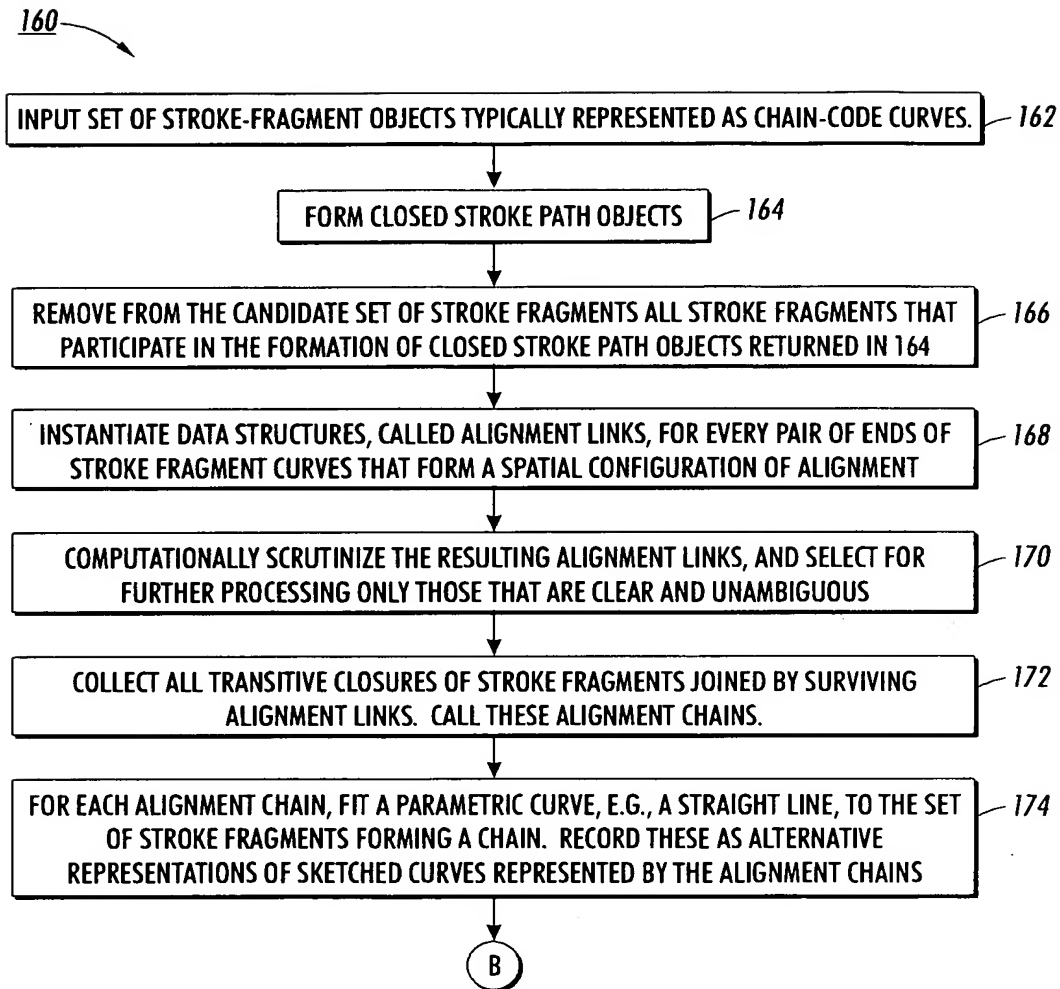 160
INPUT SET OF STROKE-FRAGMENT OBJECTS TYPICALLY REPRESENTED AS CHAIN-CODE CURVES.
162
FORM CLOSED STROKE PATH OBJECTS
164
REMOVE FROM THE CANDIDATE SET OF STROKE FRAGMENTS ALL STROKE FRAGMENTS THAT
PARTICIPATE IN THE FORMATION OF CLOSED STROKE PATH OBJECTS RETURNED IN 164
166
INSTANTIATE DATA STRUCTURES, CALLED ALIGNMENT LINKS, FOR EVERY PAIR OF ENDS OF
STROKE FRAGMENT CURVES THAT FORM A SPATIAL CONFIGURATION OF ALIGNMENT
168
COMPUTATIONALLY SCRUTINIZE THE RESULTING ALIGNMENT LINKS, AND SELECT FOR
FURTHER PROCESSING ONLY THOSE THAT ARE CLEAR AND UNAMBIGUOUS
170
COLLECT ALL TRANSITIVE CLOSURES OF STROKE FRAGMENTS JOINED BY SURVIVING
ALIGNMENT LINKS. CALL THESE ALIGNMENT CHAINS.
172
FOR EACH ALIGNMENT CHAIN, FIT A PARAMETRIC CURVE, E.G., A STRAIGHT LINE, TO THE SET
OF STROKE FRAGMENTS FORMING A CHAIN. RECORD THESE AS ALTERNATIVE
REPRESENTATIONS OF SKETCHED CURVES REPRESENTED BY THE ALIGNMENT CHAINS
174
B